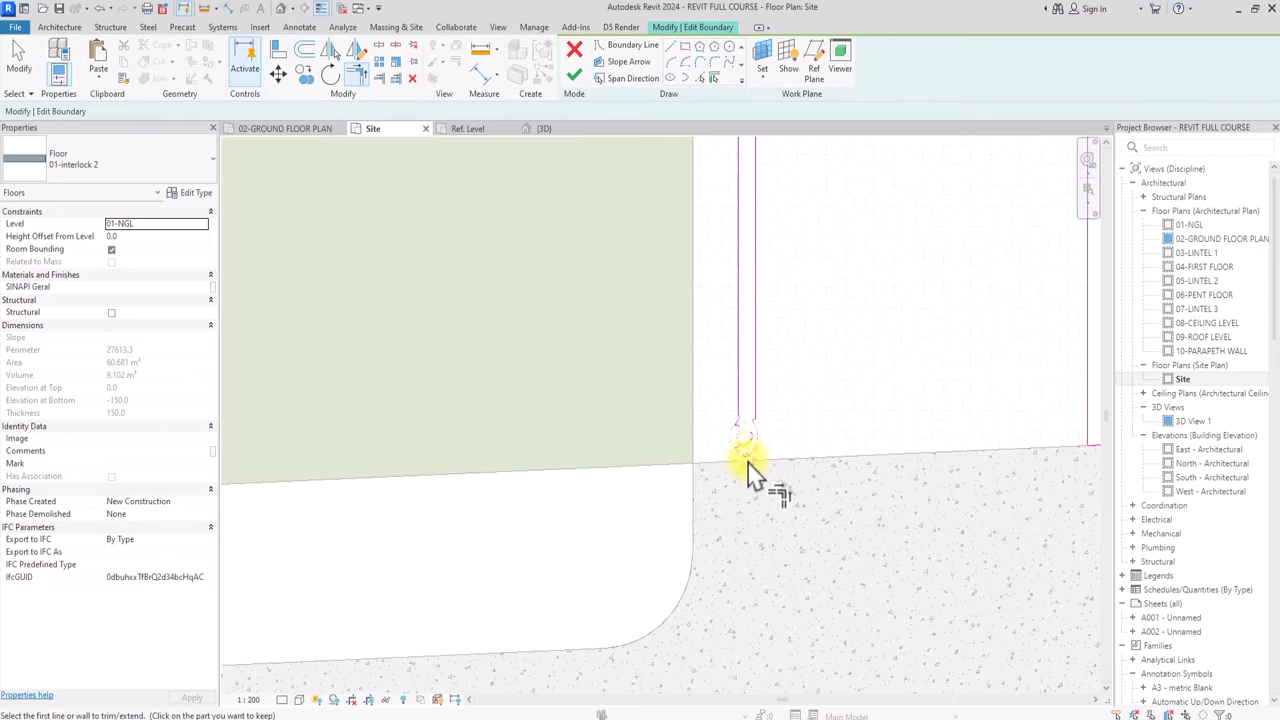 Autodesk Revit 2024 - REVIT FULL COURSE - Floor Plan: Site
Sign In
File
Architecture
Structure
Steel
Precast
Systems
Insert
Annotate
Analyze
Massing & Site
Collaborate
View
Manage
Add-Ins
D5 Render
Modify | Edit Boundary
Modify
Paste
Cope
Cut
Join
Activate
Boundary Line
Slope Arrow
Span Direction
Set
Show
Ref
Plane
Viewer
Select
Properties
Clipboard
Geometry
Controls
Modify
View
Measure
Create
Mode
Draw
Work Plane
Modify | Edit Boundary
Properties
02-GROUND FLOOR PLAN
Site
Ref. Level
(3D)
Project Browser - REVIT FULL COURSE
Floor
01-interlock 2
Floors
Edit Type
Constraints
Level 01-NGL
Height Offset From Level 0.0
Room Bounding
Related to Mass
Materials and Finishes
SINAPI Geral
Structural
Structural
Dimensions
Slope
Perimeter 27613.3
Area 60.681 m²
Volume 9.102 m³
Elevation at Top 0.0
Elevation at Bottom -150.0
Thickness 150.0
Identity Data
Image
Comments
Mark
Has Association
Phasing
Phase Created New Construction
Phase Demolished None
IFC Parameters
Export to IFC By Type
Export to IFC As
IFC Predefined Type
IfcGUID 0dbuhxxTfBrQ2d34bcHqAC
Properties help
Apply
Search
Views (Discipline)
Architectural
Structural Plans
Floor Plans (Architectural Plan)
01-NGL
02-GROUND FLOOR PLAN
03-LINTEL 1
04-FIRST FLOOR
05-LINTEL 2
06-PENT FLOOR
07-LINTEL 3
08-CEILING LEVEL
09-ROOF LEVEL
10-PARAPETH WALL
Floor Plans (Site Plan)
Site
Ceiling Plans (Architectural Ceilin
3D Views
3D View 1
Elevations (Building Elevation)
East - Architectural
North - Architectural
South - Architectural
West - Architectural
Coordination
Electrical
Mechanical
Plumbing
Structural
Legends
Schedules/Quantities (By Type)
Sheets (all)
A001 - Unnamed
A002 - Unnamed
Families
Analytical Links
Annotation Symbols
A3 - metric Blank
Automatic Up/Down Direction
1 : 200
Select the first line or wall to trim/extend. (Click on the part you want to keep)
:0
Main Model
:0